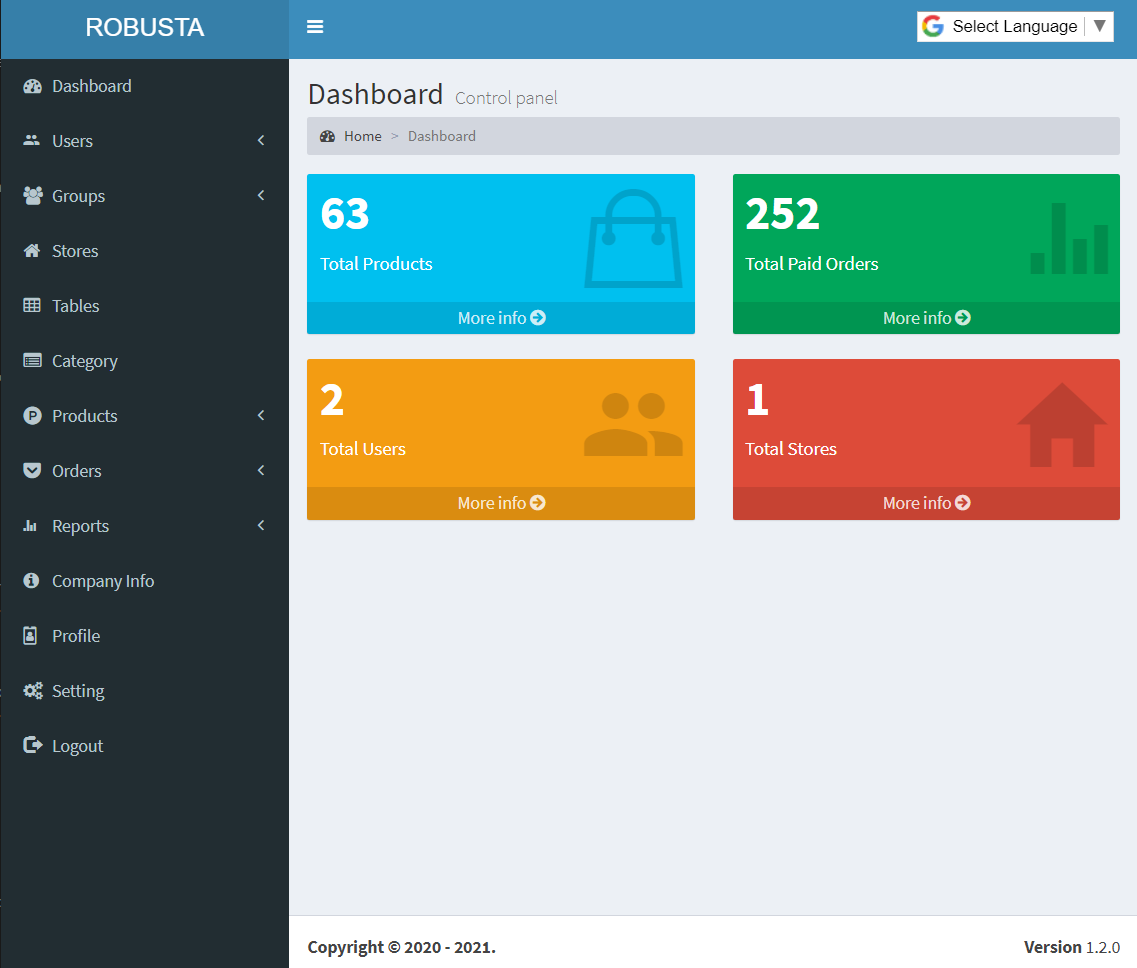 ROBUSTA
Select Language ▼
Dashboard
Users
Groups
Stores
Tables
Category
Products
Orders
Reports
Company Info
Profile
Setting
Logout
Dashboard Control panel
Home > Dashboard
63
Total Products
More info
252
Total Paid Orders
More info
2
Total Users
More info
1
Total Stores
More info
Copyright © 2020 - 2021.
Version 1.2.0